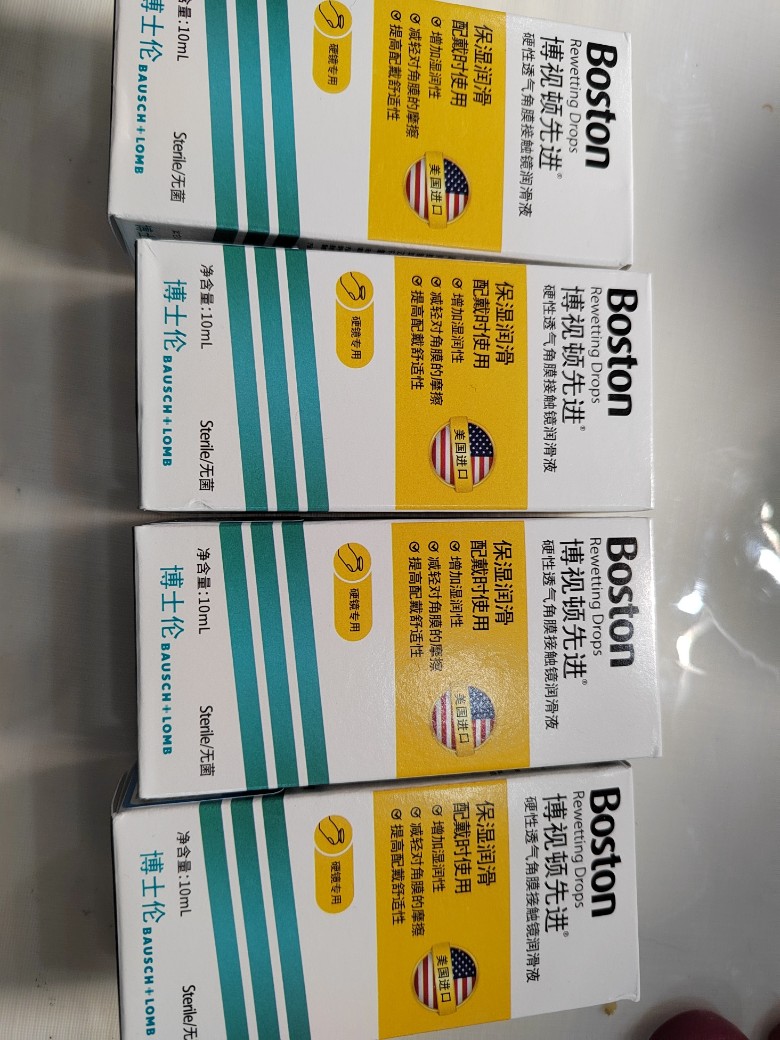 Boston
Rewetting Drops
博视顿先进®
硬性透气角膜接触镜润滑液
保湿润滑
配戴时使用
增加湿润性
减轻对角膜的摩擦
提高配戴舒适性
美国进口
硬镜专用
含量:10mL
Sterile/无菌
博士伦 BAUSCH+LOMB
Boston
Rewetting Drops
博视顿先进®
硬性透气角膜接触镜润滑液
保湿润滑
配戴时使用
增加湿润性
减轻对角膜的摩擦
提高配戴舒适性
美国进口
硬镜专用
净含量:10mL
Sterile/无菌
博士伦 BAUSCH+LOMB
Boston
Rewetting Drops
博视顿先进®
硬性透气角膜接触镜润滑液
保湿润滑
配戴时使用
增加湿润性
减轻对角膜的摩擦
提高配戴舒适性
美国进口
硬镜专用
净含量:10mL
Sterile/无菌
博士伦 BAUSCH+LOMB
Boston
Rewetting Drops
博视顿先进®
硬性透气角膜接触镜润滑液
保湿润滑
配戴时使用
增加湿润性
减轻对角膜的摩擦
提高配戴舒适性
美国进口
硬镜专用
净含量:10mL
Sterile/无
博士伦 BAUSCH+LOMB